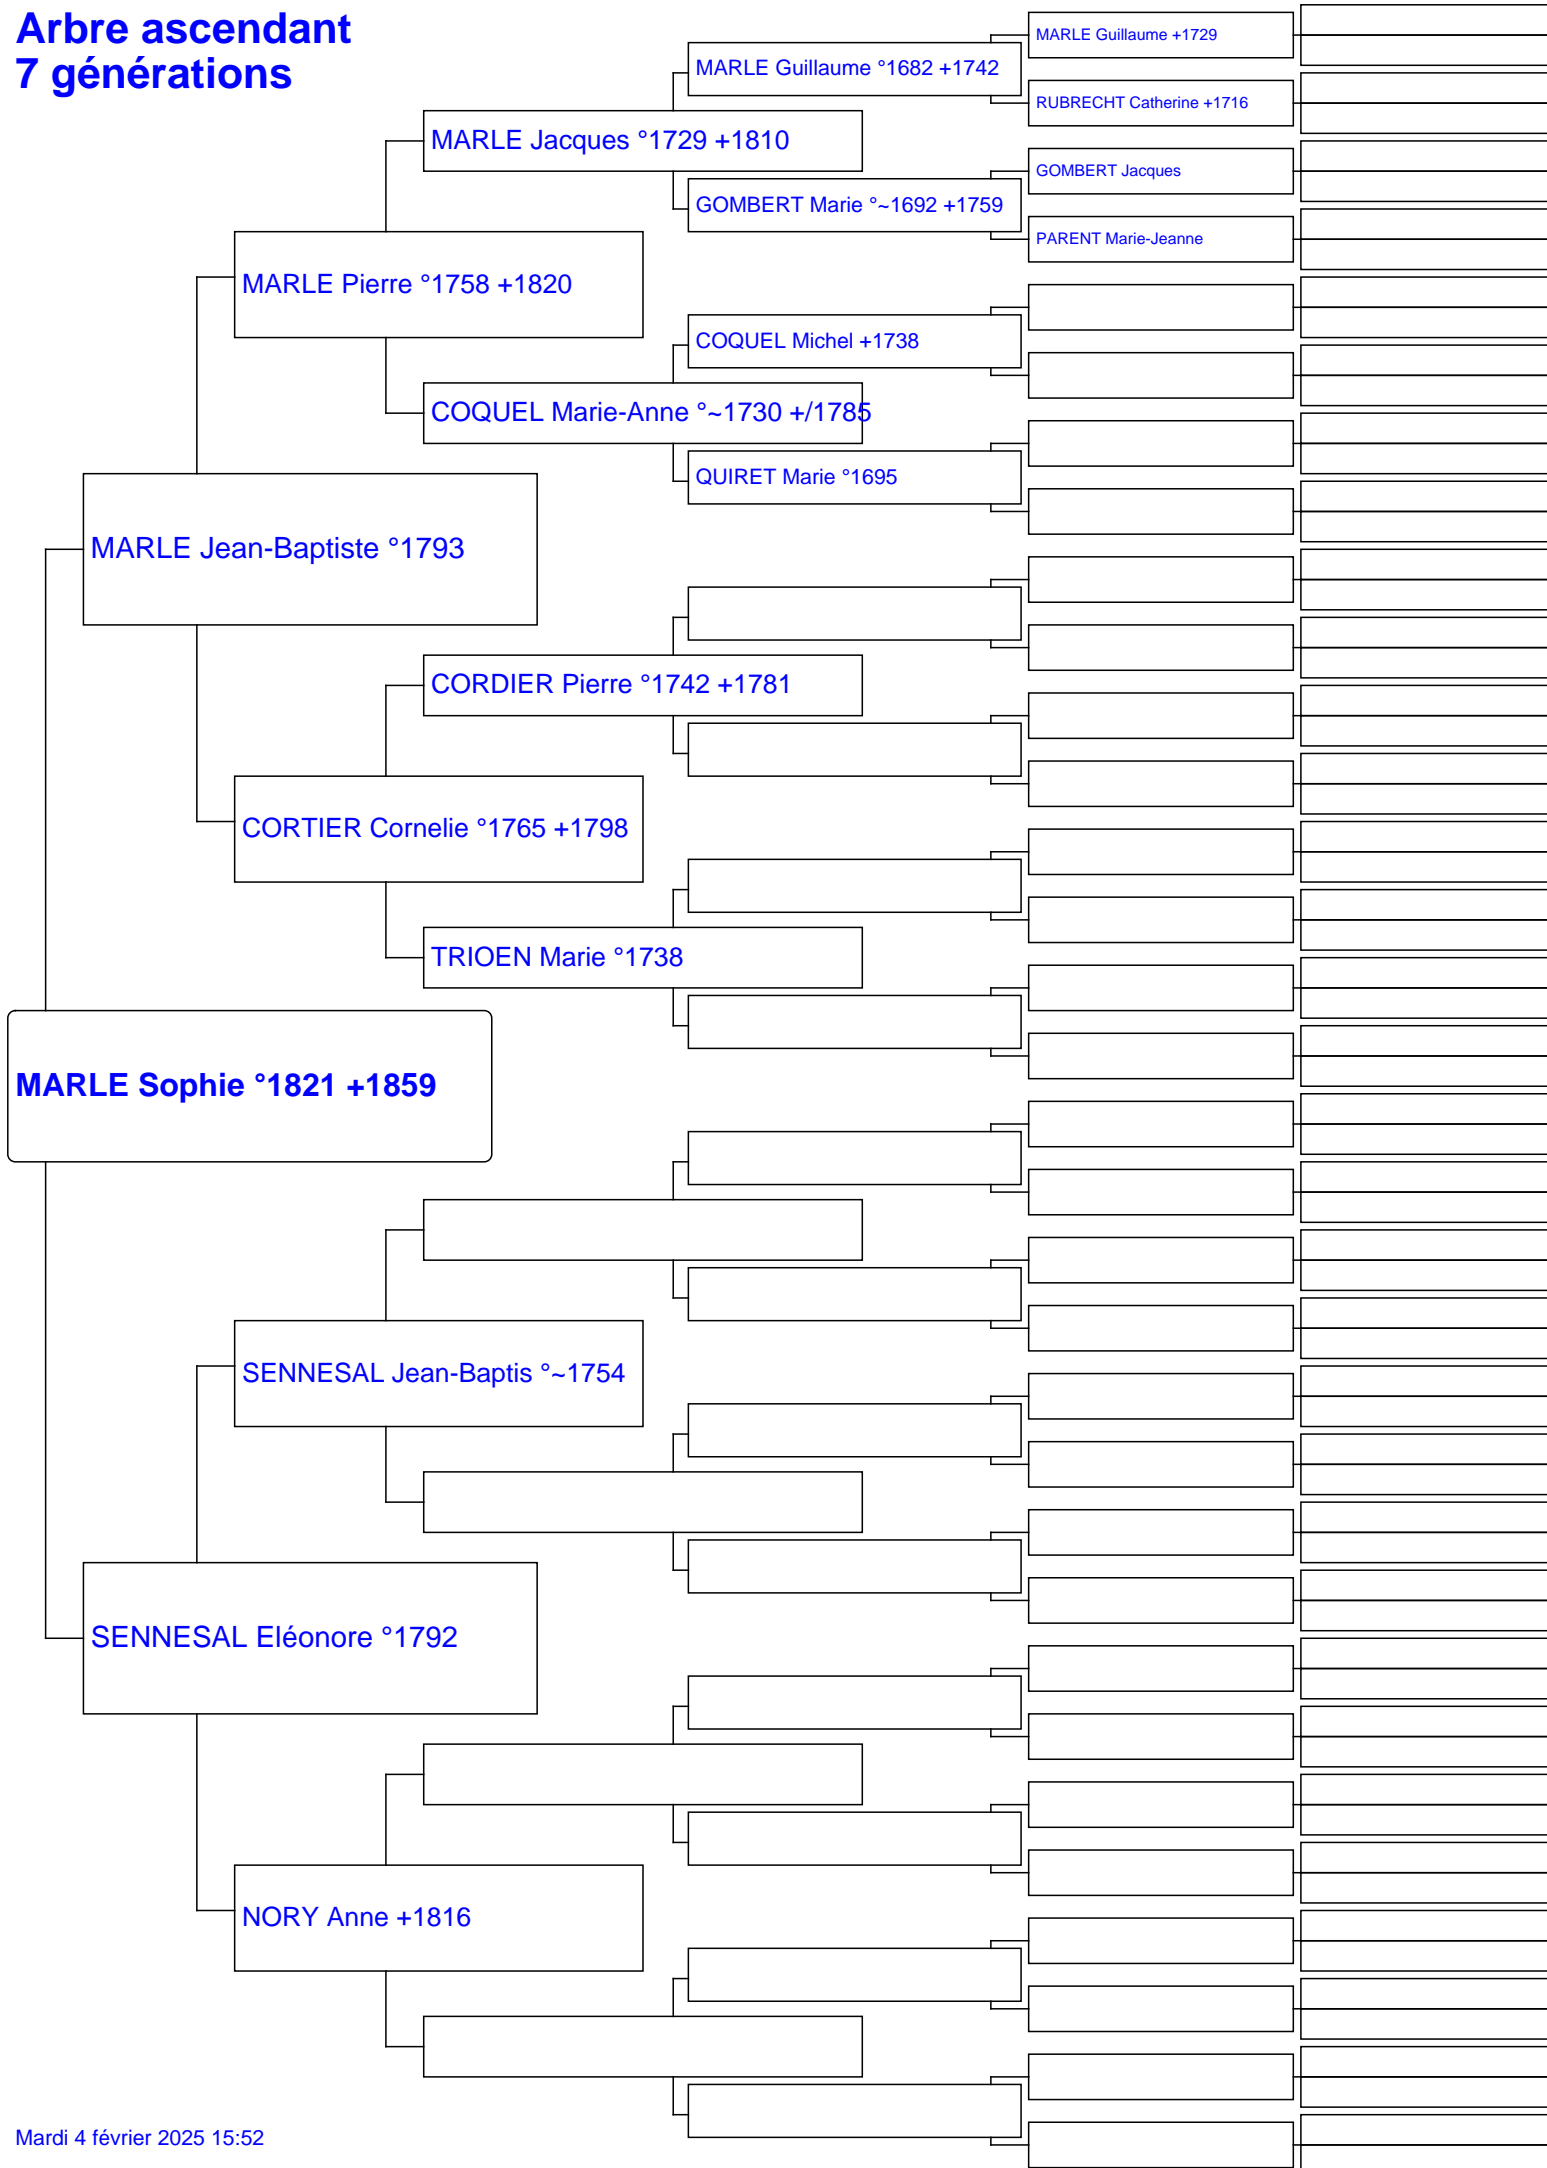 Arbre ascendant
7 générations
MARLE Guillaume +1729
MARLE Guillaume °1682 +1742
RUBRECHT Catherine +1716
MARLE Jacques °1729 +1810
GOMBERT Jacques
GOMBERT Marie °~1692 +1759
PARENT Marie-Jeanne
MARLE Pierre °1758 +1820
COQUEL Michel +1738
COQUEL Marie-Anne °~1730 +/1785
QUIRET Marie °1695
MARLE Jean-Baptiste °1793
CORDIER Pierre °1742 +1781
CORTIER Cornelie °1765 +1798
TRIOEN Marie °1738
MARLE Sophie °1821 +1859
SENNESAL Jean-Baptis °~1754
SENNESAL Eléonore °1792
NORY Anne +1816
Mardi 4 février 2025 15:52